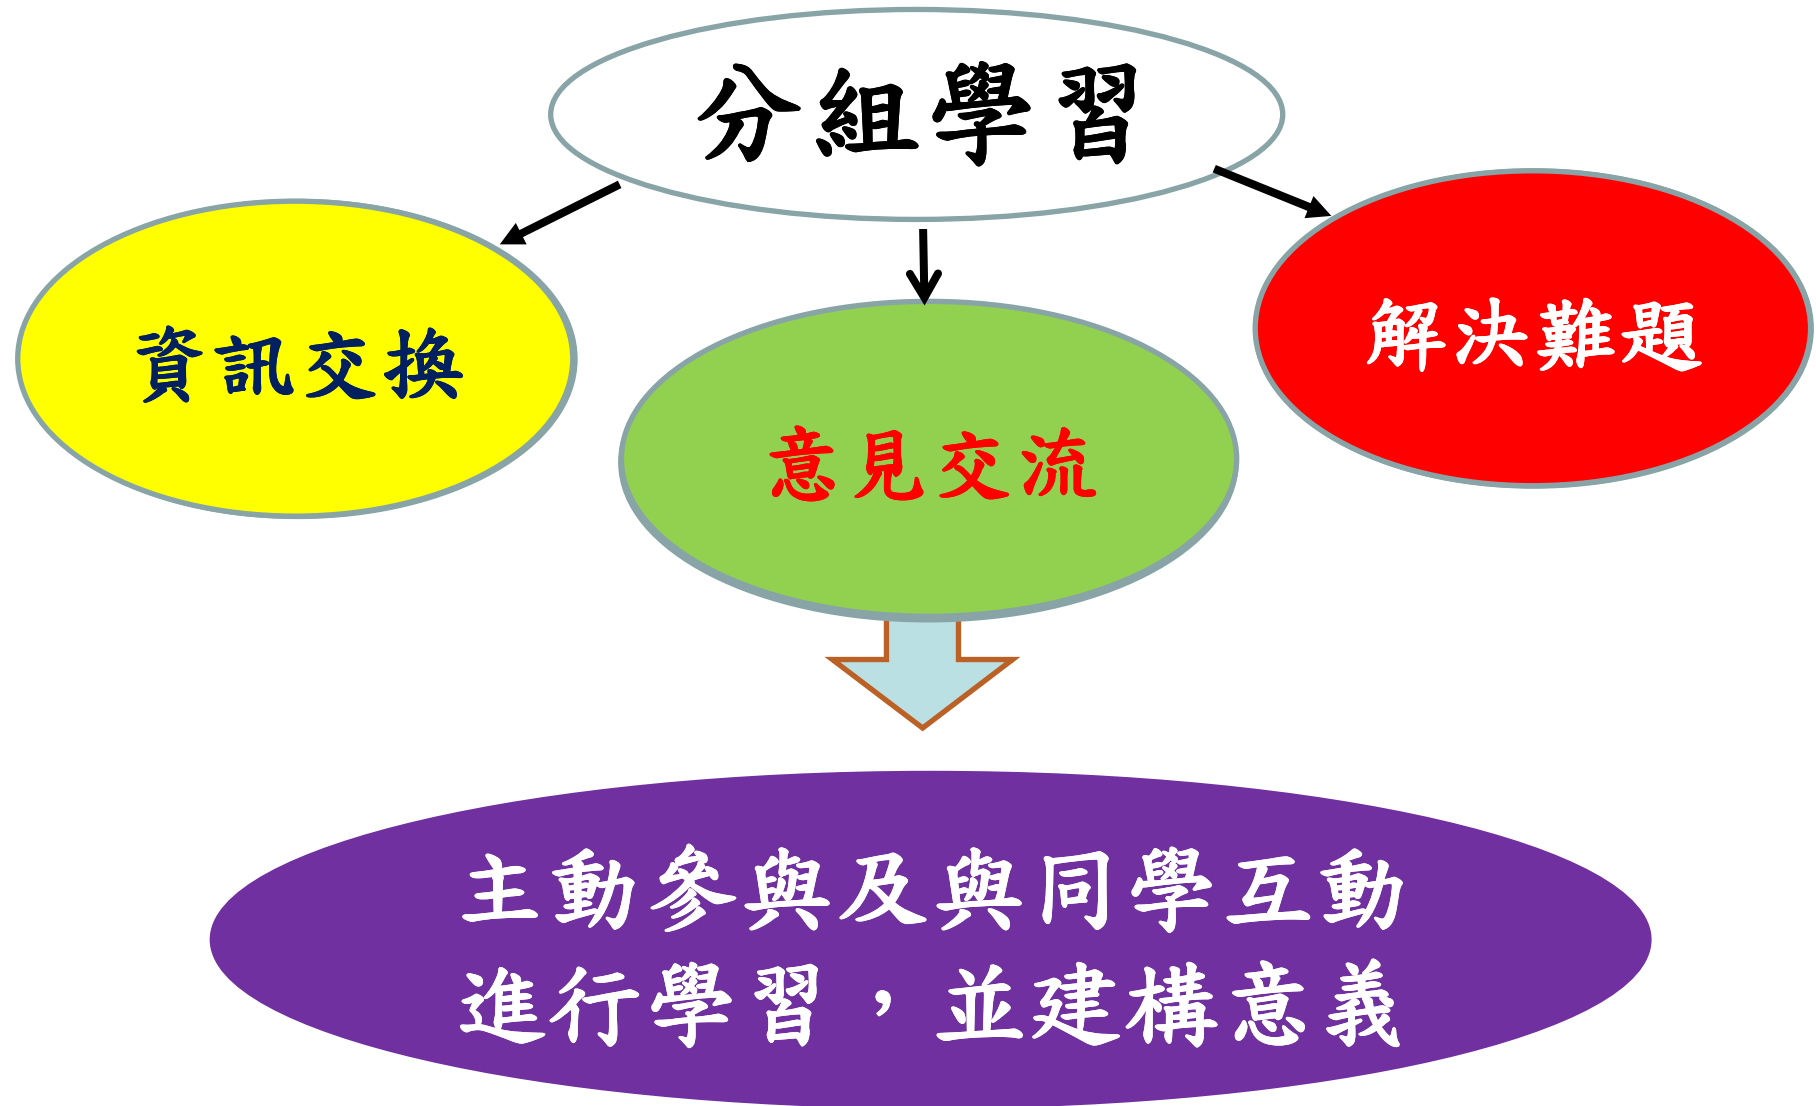 分組學習
資訊交換
意見交流
解決難題
主動參與及與同學互動
進行學習，並建構意義